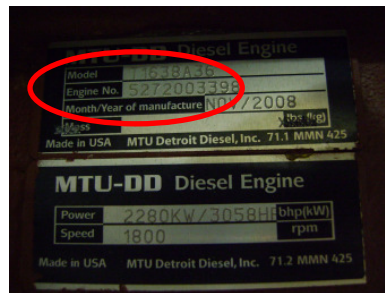 MTU-DD Diesel Engine
Model T1638A36
Engine No. 5272003398
Month/Year of manufacture NOV/2008
Mass lbs (kg)
Made in USA MTU Detroit Diesel, Inc. 71.1 MMN 425
MTU-DD Diesel Engine
Power 2280KW/3058HP bhp(kW)
Speed 1800 rpm
Made in USA MTU Detroit Diesel, Inc. 71.2 MMN 425